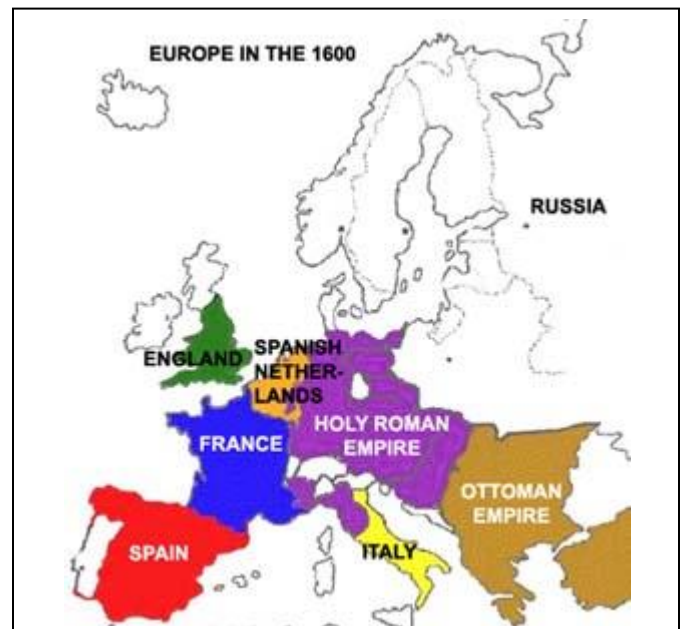 EUROPE IN THE 1600
RUSSIA
ENGLAND
SPANISH
NETHER-
LANDS
HOLY ROMAN
EMPIRE
FRANCE
OTTOMAN
EMPIRE
SPAIN
ITALY